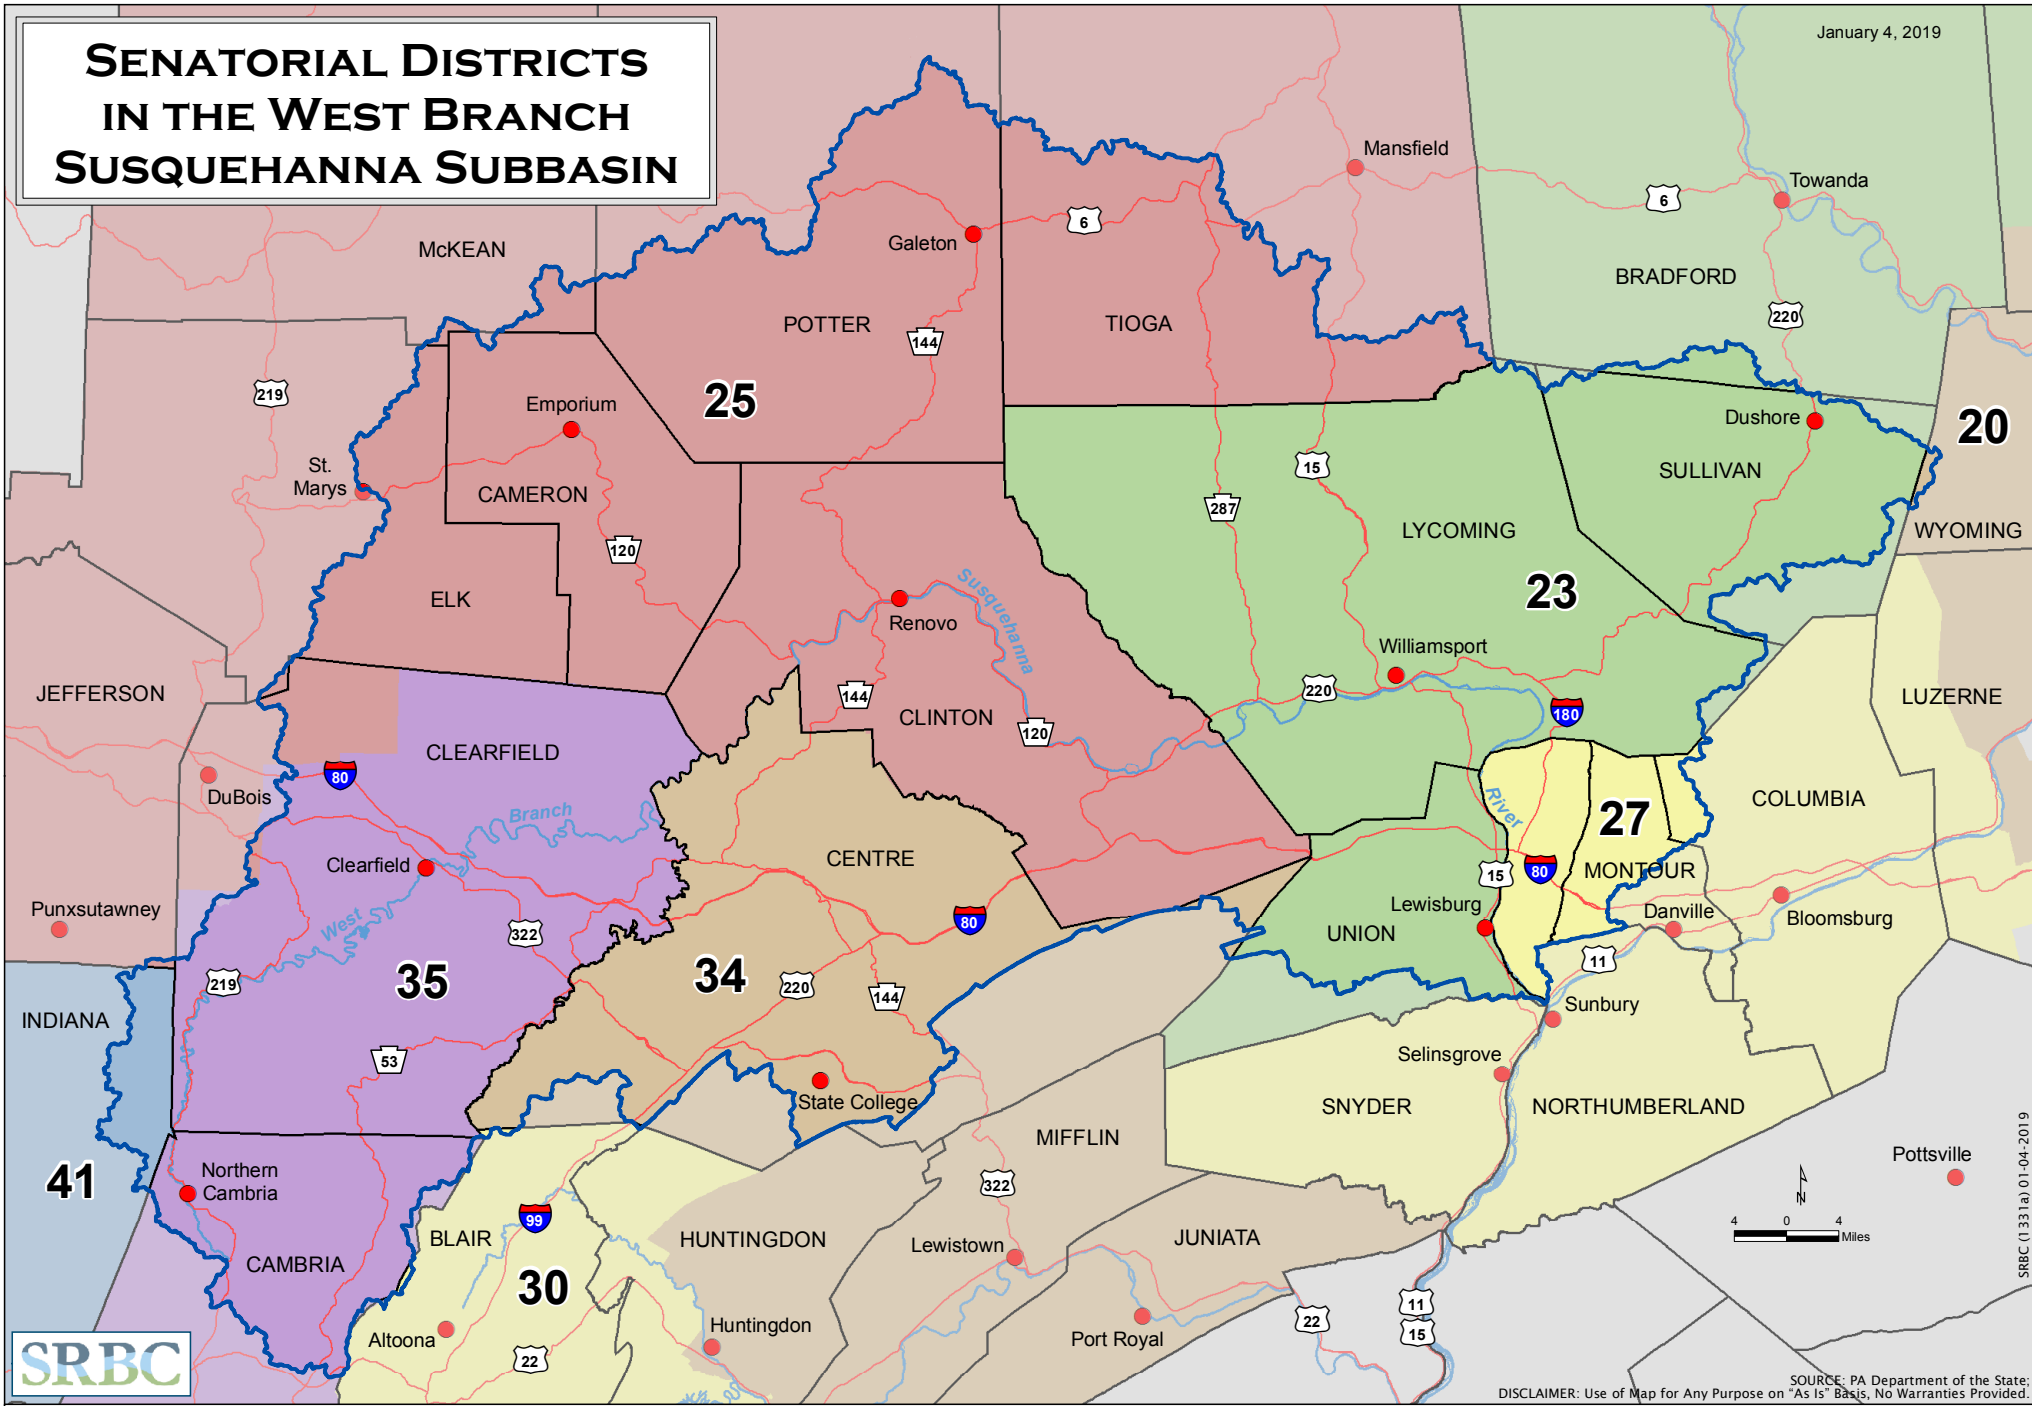 SENATORIAL DISTRICTS
IN THE WEST BRANCH
SUSQUEHANNA SUBBASIN
January 4, 2019
Mansfield
Towanda
6
6
McKEAN
Galeton
BRADFORD
POTTER
TIOGA
220
144
219
25
Emporium
Dushore
20
St.
Marys
15
SULLIVAN
CAMERON
287
LYCOMING
WYOMING
120
23
ELK
Susquehanna
Renovo
Williamsport
JEFFERSON
144
220
LUZERNE
CLINTON
180
120
CLEARFIELD
80
DuBois
Branch
River
27
COLUMBIA
Clearfield
CENTRE
80
MONTOUR
15
Punxsutawney
West
322
80
Lewisburg
Danville
Bloomsburg
UNION
219
35
34
220
144
11
INDIANA
Sunbury
53
Selinsgrove
State College
SNYDER
NORTHUMBERLAND
MIFFLIN
41
Northern
Cambria
322
Pottsville
N
4 0 4
Miles
99
BLAIR
HUNTINGDON
Lewistown
JUNIATA
CAMBRIA
30
Altoona
Huntingdon
Port Royal
22
11
15
22
SRBC
SRBC (1331a) 01-04-2019
SOURCE: PA Department of the State;
DISCLAIMER: Use of Map for Any Purpose on "As Is" Basis, No Warranties Provided.